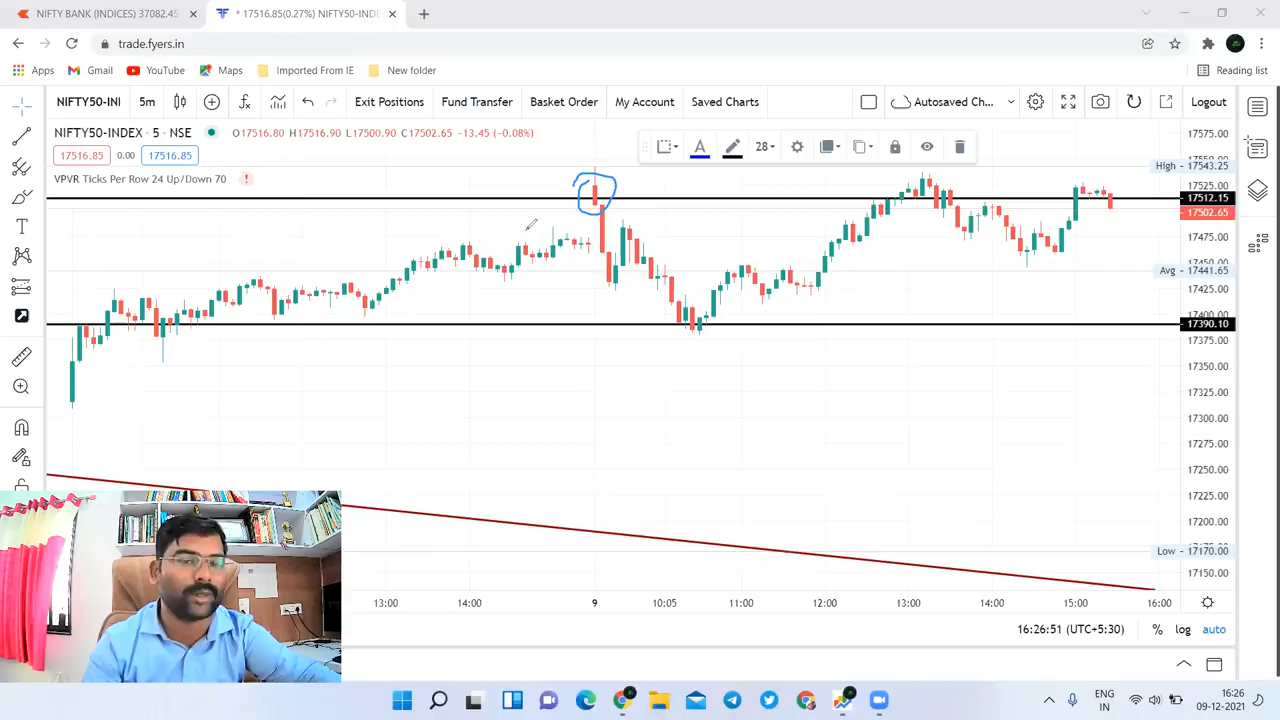 NIFTY BANK (INDICES) 37082.45
* 17516.85(0.27%) NIFTY50-INDE
trade.fyers.in
Apps Gmail YouTube Maps Imported From IE New folder Reading list
NIFTY50-INI 5m Exit Positions Fund Transfer Basket Order My Account Saved Charts Autosaved Ch... Logout
NIFTY50-INDEX · 5 · NSE O17516.80 H17516.90 L17500.90 C17502.65 -13.45 (-0.08%)
17516.85 0.00 17516.85
A 28
VPVR Ticks Per Row 24 Up/Down 70 !
17575.00
High 17543.25
17525.00
17512.15
17502.65
17475.00
17450.00
Avg 17441.65
17425.00
17400.00
17390.10
17375.00
17350.00
17325.00
17300.00
17275.00
17250.00
17225.00
17200.00
17175.00
Low 17170.00
17150.00
13:00 14:00 9 10:05 11:00 12:00 13:00 14:00 15:00 16:00
16:26:51 (UTC+5:30) % log auto
ENG
IN
16:26
09-12-2021